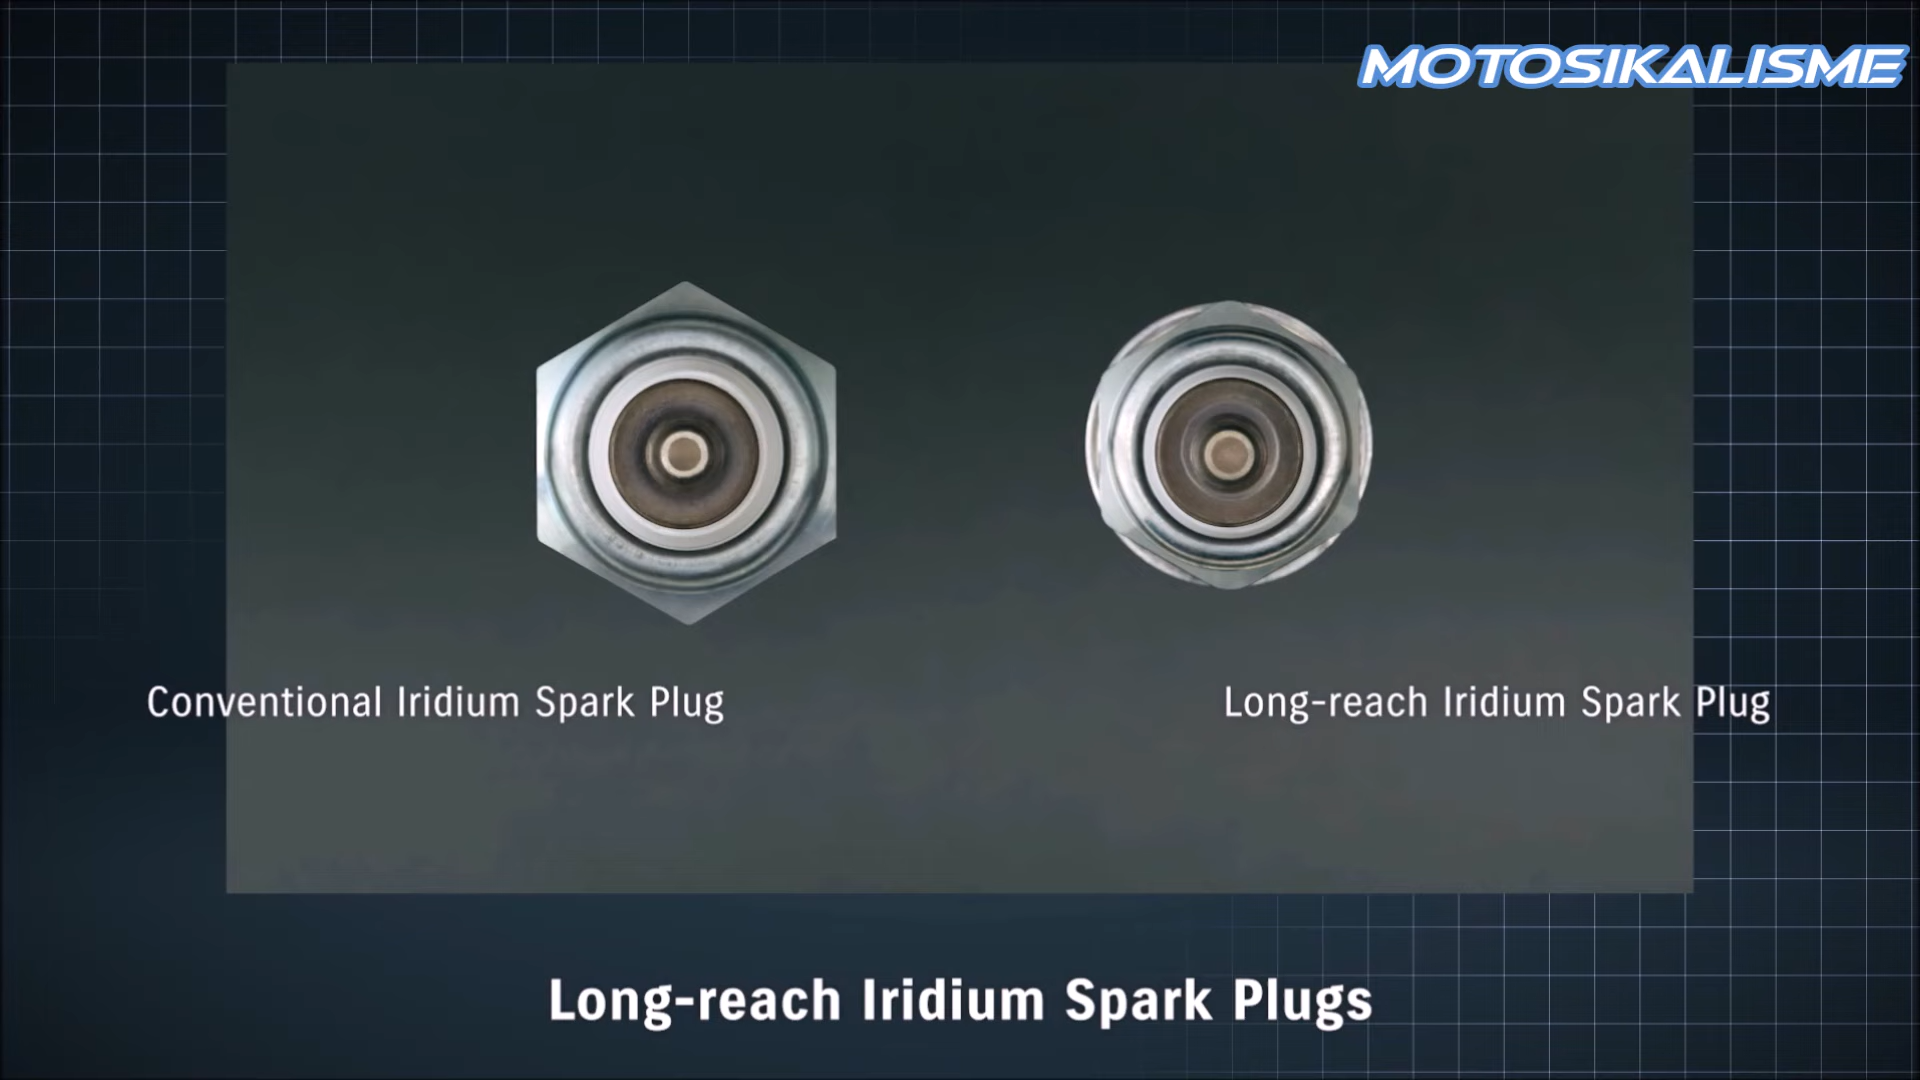 MOTOSIKALISME
Conventional Iridium Spark Plug
Long-reach Iridium Spark Plug
Long-reach Iridium Spark Plugs